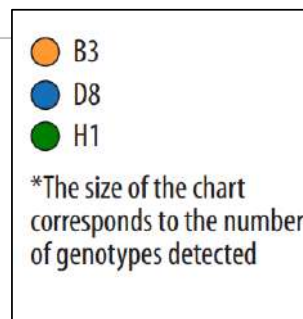 B3
D8
H1
*The size of the chart
corresponds to the number
of genotypes detected